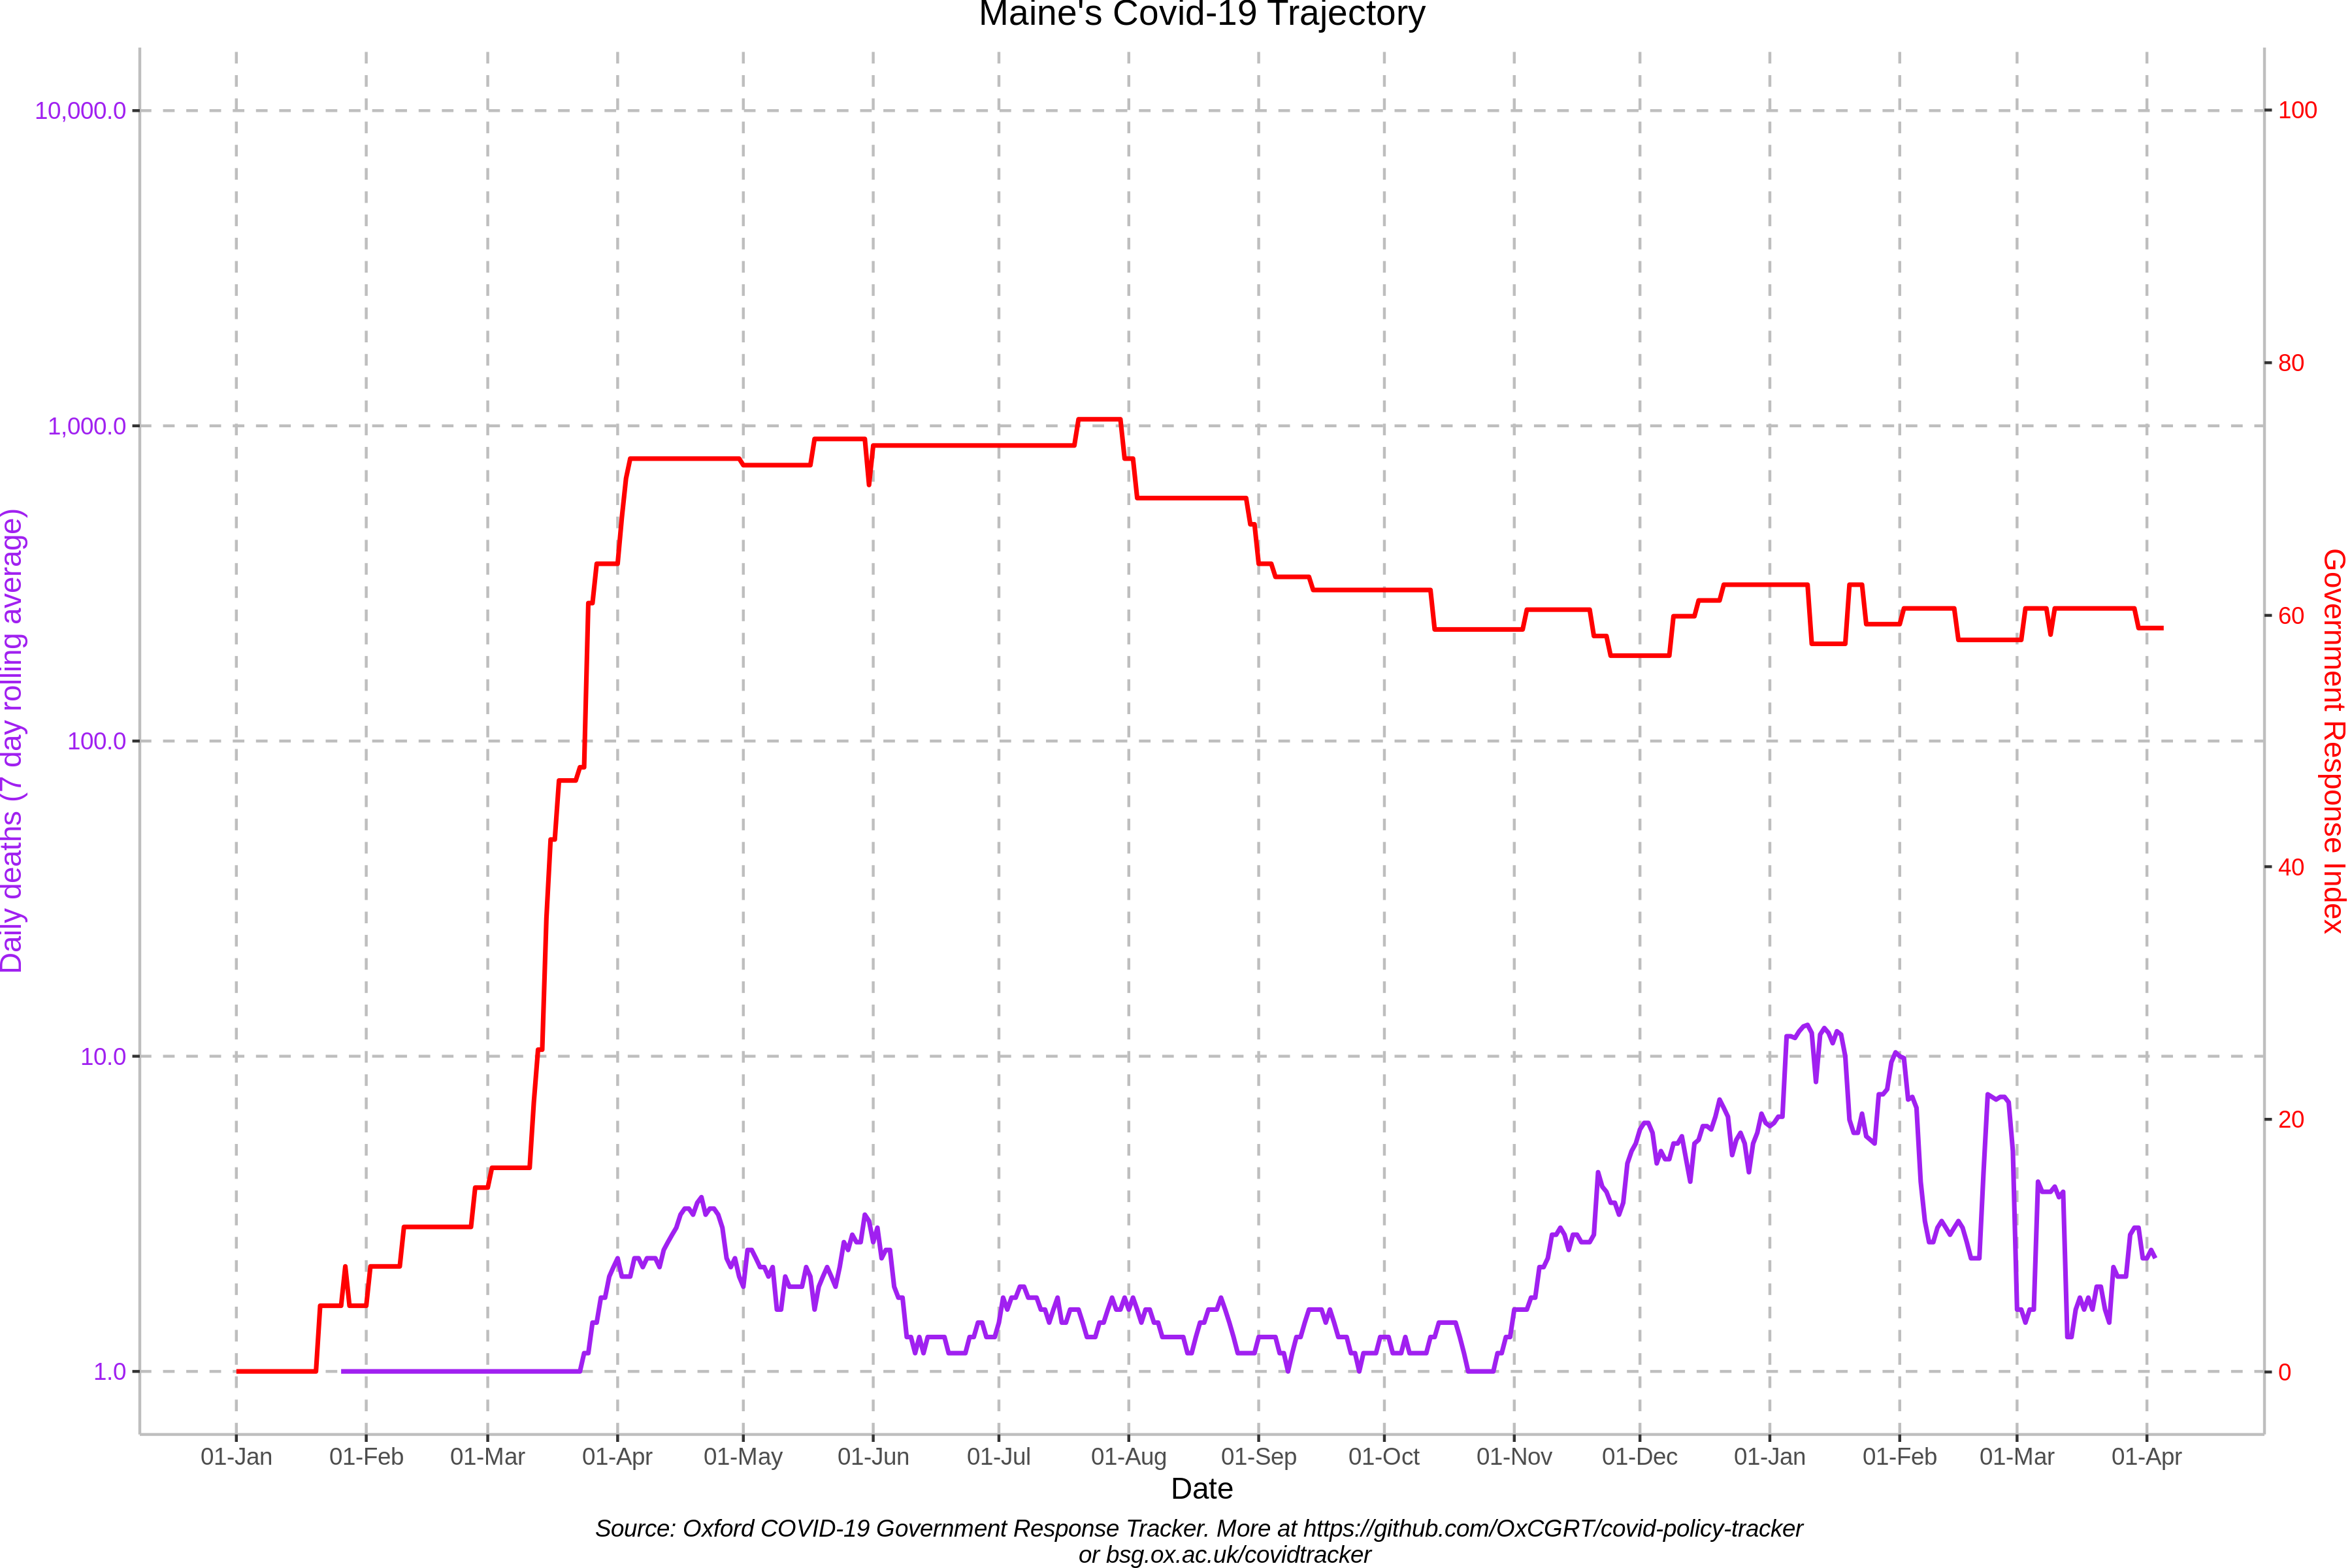 Maine's Covid-19 Trajectory
10,000.0
1,000.0
100.0
10.0
1.0
Daily deaths (7 day rolling average)
100
80
60
40
20
0
Government Response Index
01-Jan 01-Feb 01-Mar 01-Apr 01-May 01-Jun 01-Jul 01-Aug 01-Sep 01-Oct 01-Nov 01-Dec 01-Jan 01-Feb 01-Mar 01-Apr
Date
Source: Oxford COVID-19 Government Response Tracker. More at https://github.com/OxCGRT/covid-policy-tracker
or bsg.ox.ac.uk/covidtracker